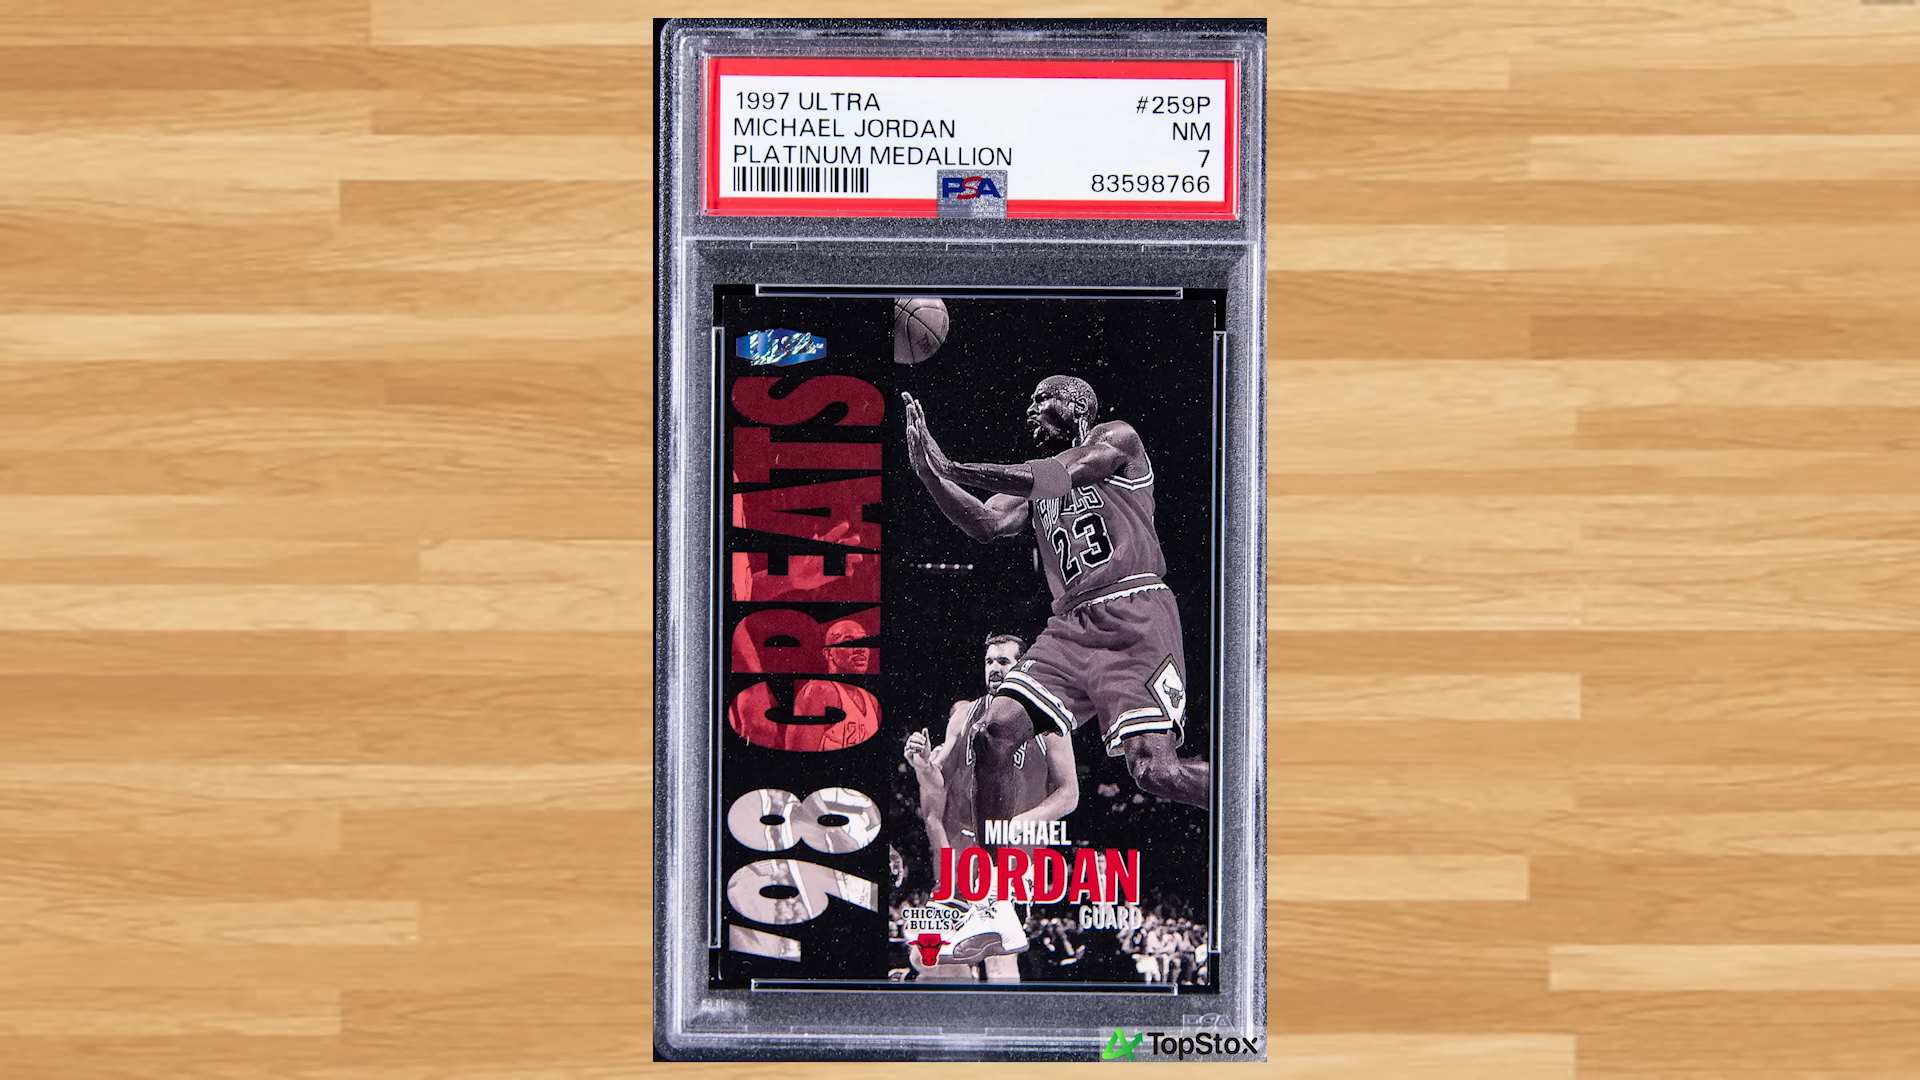 1997 ULTRA
MICHAEL JORDAN
PLATINUM MEDALLION
#259P
NM
7
83598766
PSA
ULTRA
'98 GREATS
BULLS
23
MICHAEL
JORDAN
GUARD
CHICAGO
BULLS
TopStox